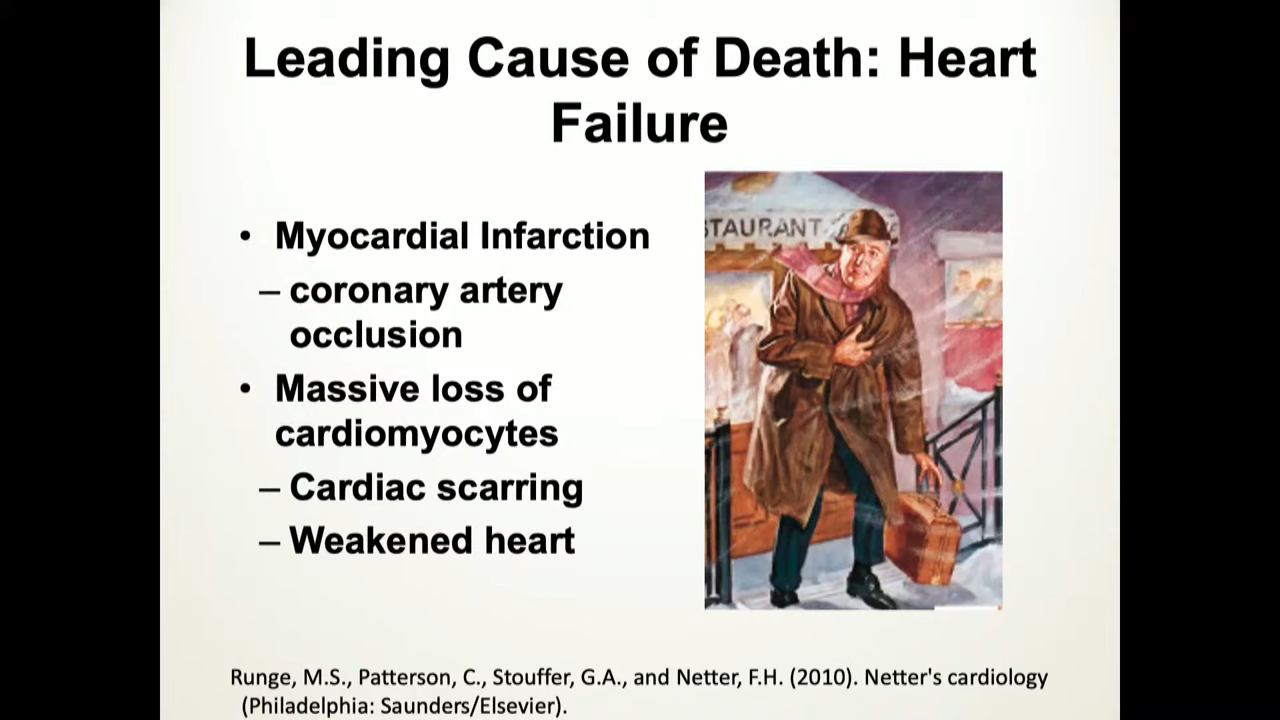 Leading Cause of Death: Heart
Failure
• Myocardial Infarction
– coronary artery
occlusion
• Massive loss of
cardiomyocytes
– Cardiac scarring
– Weakened heart
STAURANT
Runge, M.S., Patterson, C., Stouffer, G.A., and Netter, F.H. (2010). Netter's cardiology
(Philadelphia: Saunders/Elsevier).